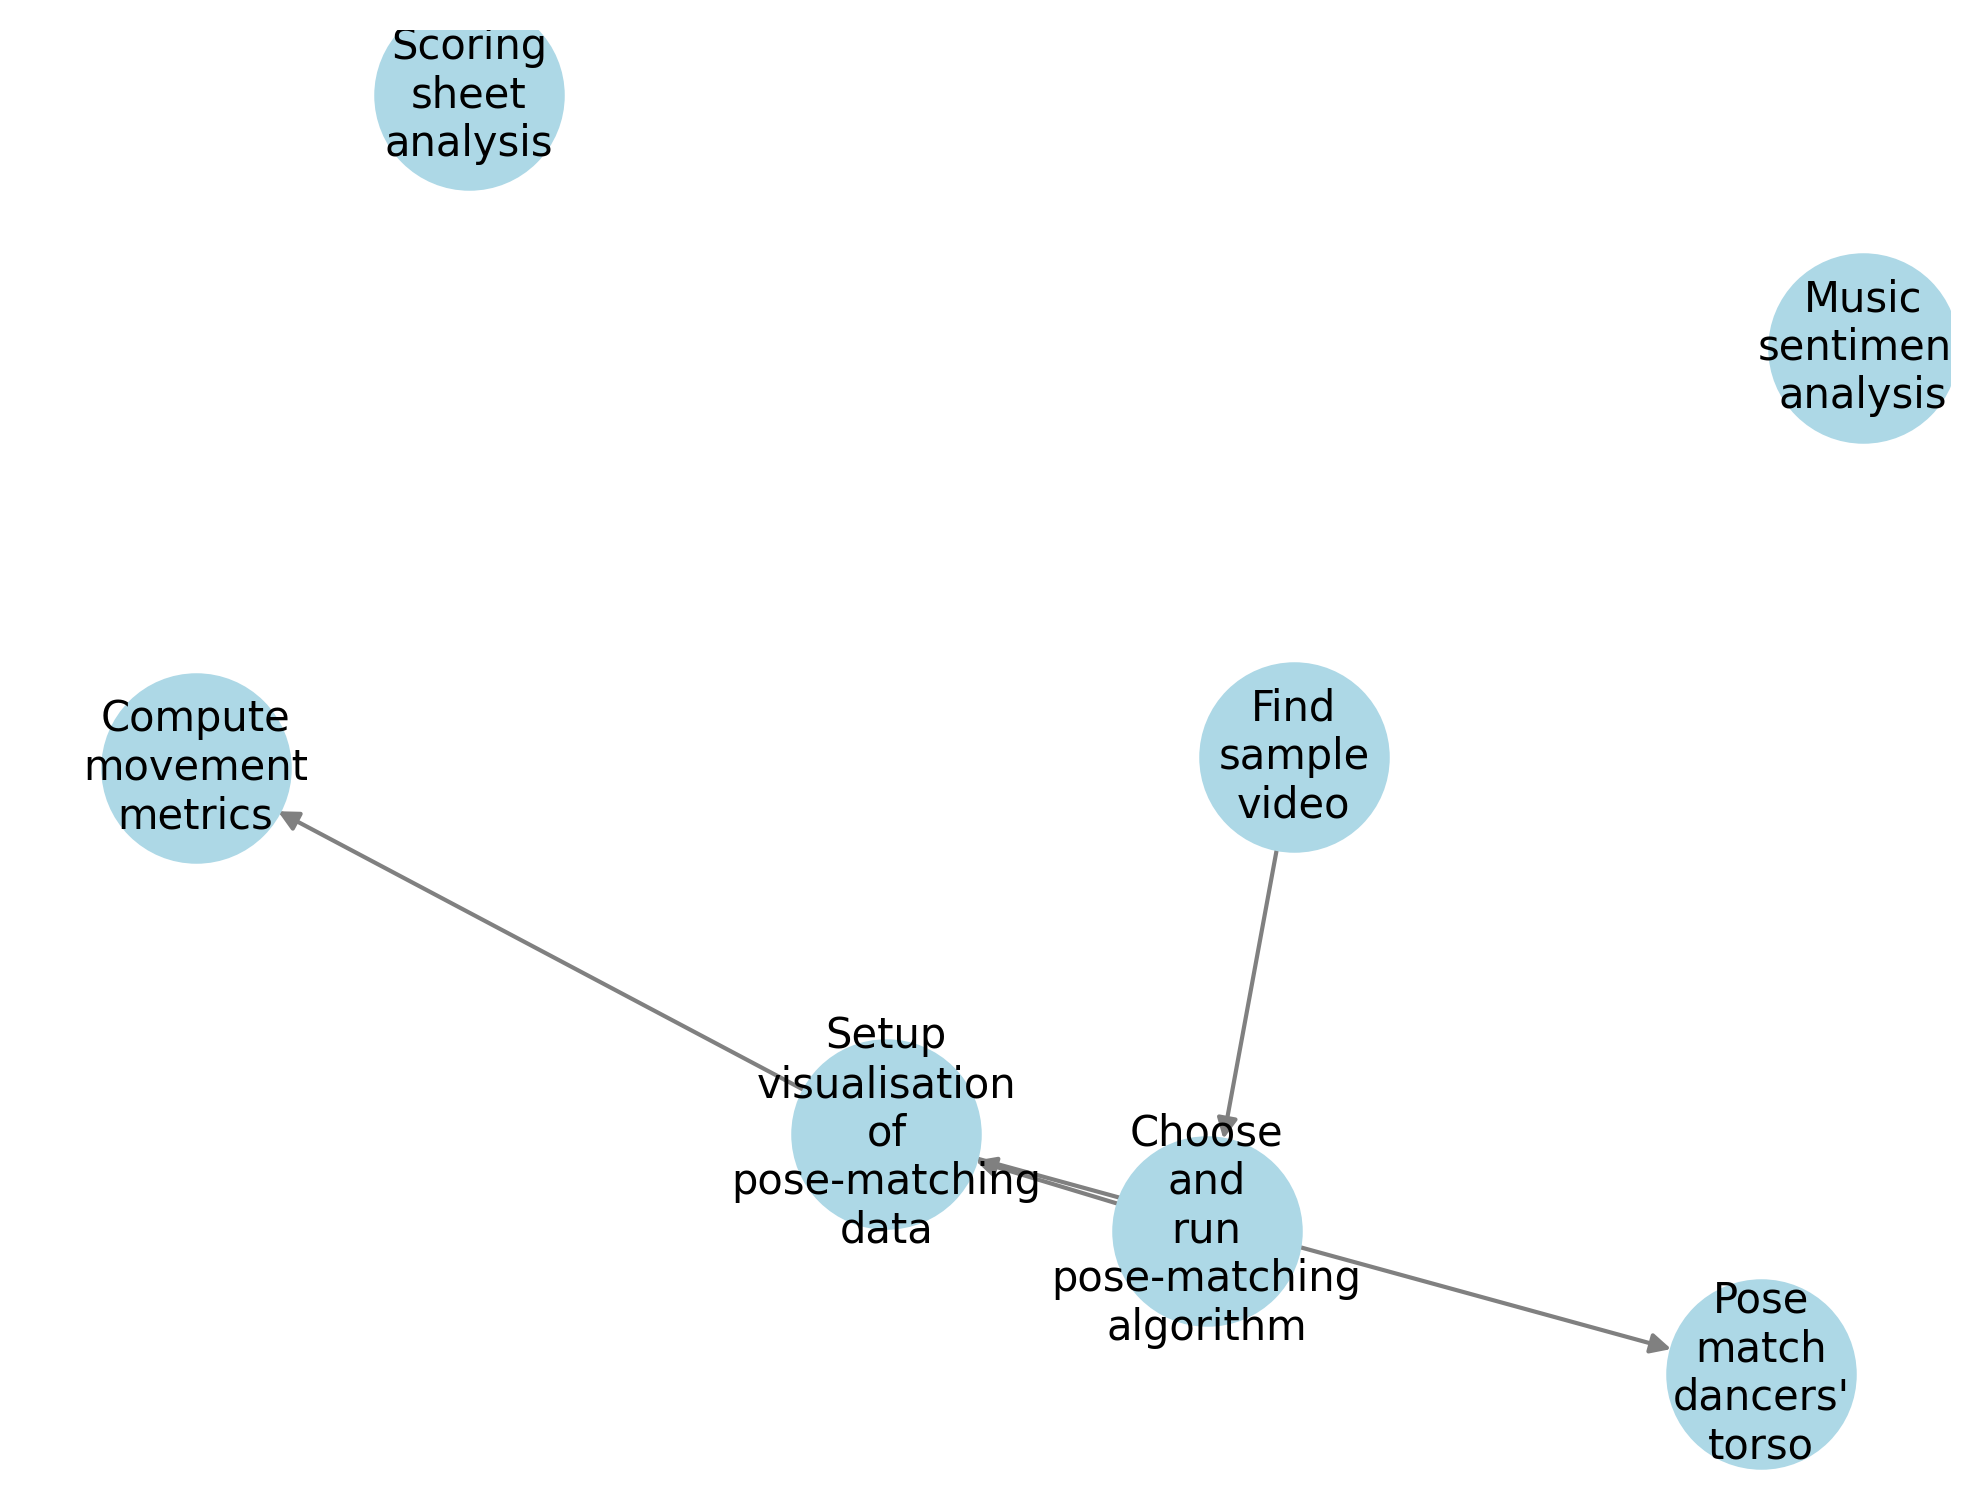 Scoring
sheet
analysis
Music
sentimen
analysis
Compute
movement
metrics
Find
sample
video
Setup
visualisation
of
pose-matching
data
Choose
and
run
pose-matching
algorithm
Pose
match
dancers'
torso